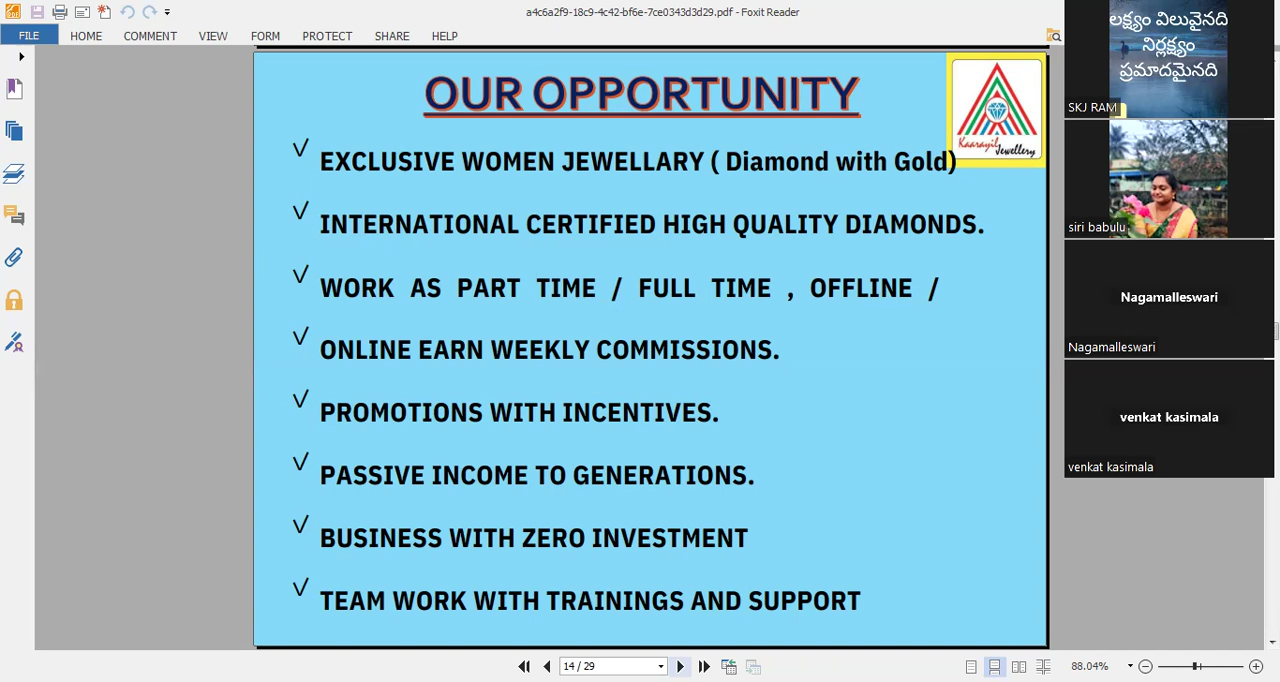 a4c6a2f9-18c9-4c42-bf6e-7ce0343d3d29.pdf - Foxit Reader
FILE HOME COMMENT VIEW FORM PROTECT SHARE HELP
OUR OPPORTUNITY
Kaarayil Jewellery
√ EXCLUSIVE WOMEN JEWELLARY ( Diamond with Gold)
√ INTERNATIONAL CERTIFIED HIGH QUALITY DIAMONDS.
√ WORK AS PART TIME / FULL TIME , OFFLINE /
√ ONLINE EARN WEEKLY COMMISSIONS.
√ PROMOTIONS WITH INCENTIVES.
√ PASSIVE INCOME TO GENERATIONS.
√ BUSINESS WITH ZERO INVESTMENT
√ TEAM WORK WITH TRAININGS AND SUPPORT
లక్ష్యం విలువైనది
నిర్లక్ష్యం
ప్రమాదమైనది
SKJ RAM
siri babulu
Nagamalleswari
Nagamalleswari
venkat kasimala
venkat kasimala
14 / 29
88.04%